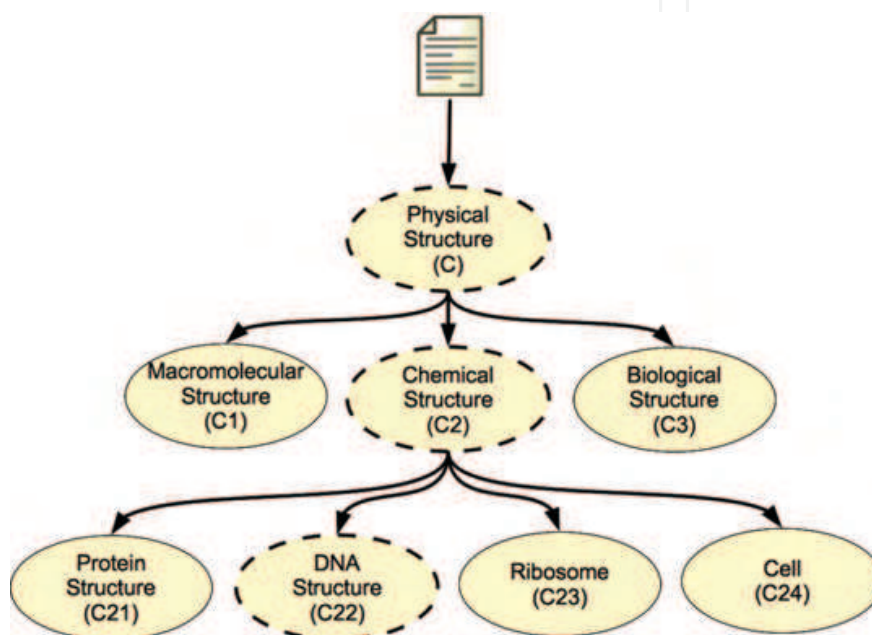 Physical
Structure
(C)
Macromolecular
Structure
(C1)
Chemical
Structure
(C2)
Biological
Structure
(C3)
Protein
Structure
(C21)
DNA
Structure
(C22)
Ribosome
(C23)
Cell
(C24)